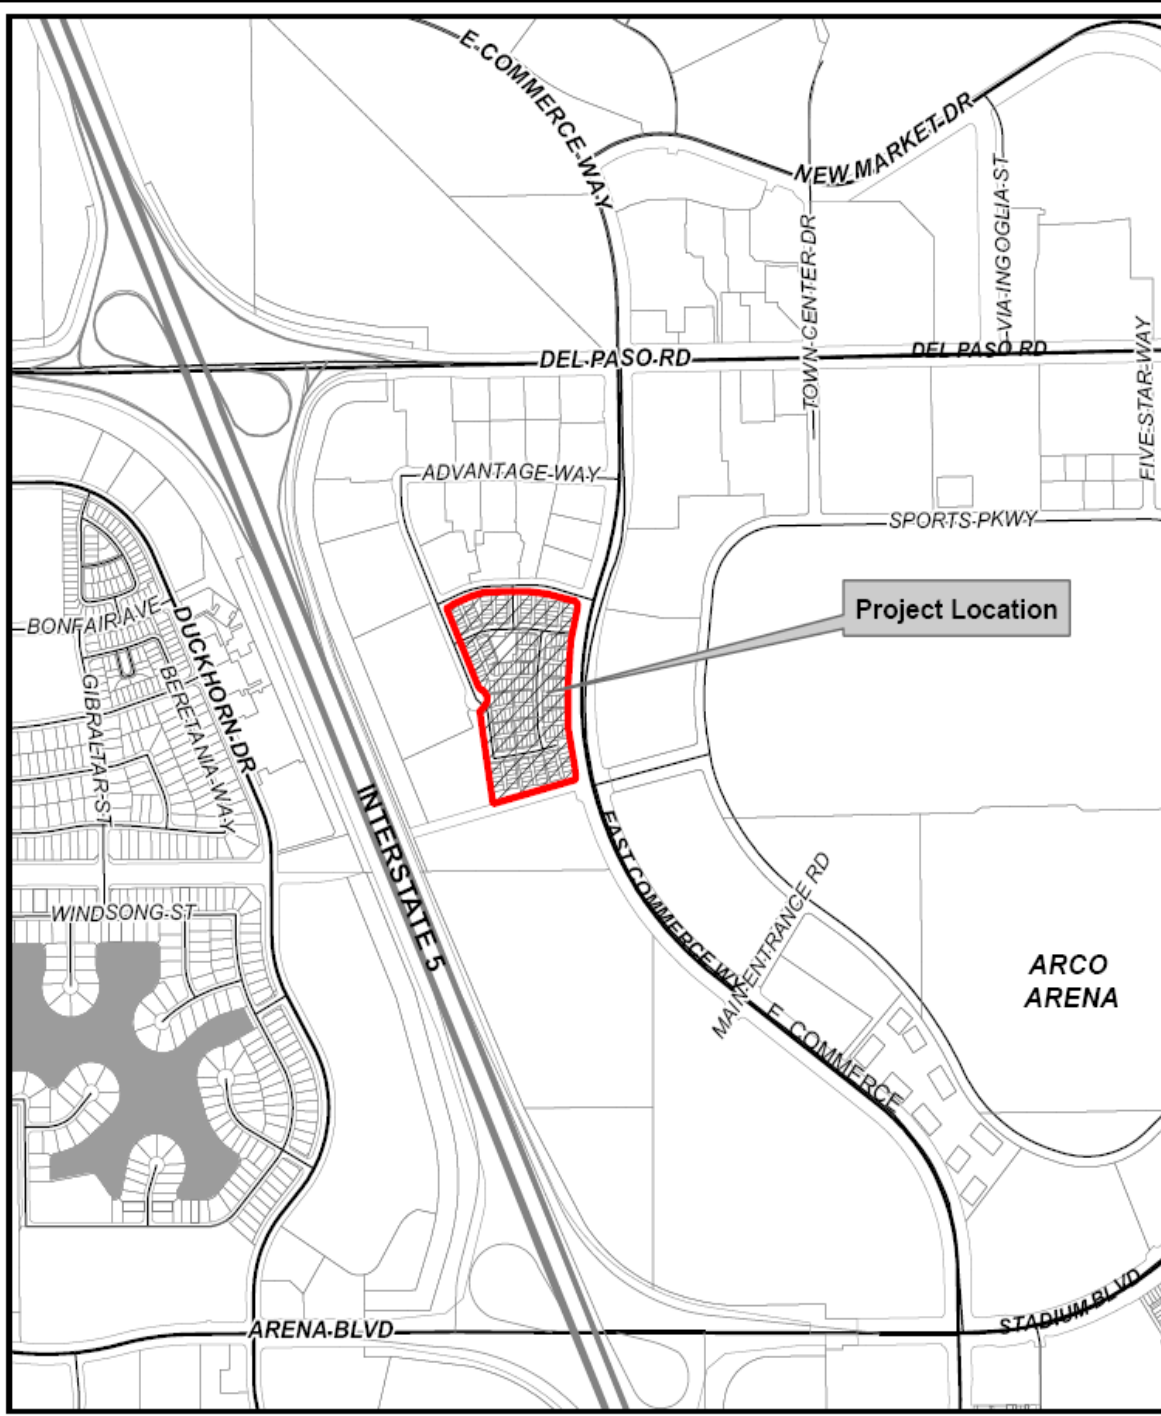 E COMMERCE WAY
NEW MARKET DR
VIA INGOGLIA ST
TOWN CENTER DR
DEL PASO RD
DEL PASO RD
FIVE STAR WAY
ADVANTAGE WAY
SPORTS PKWY
Project Location
BONFAIR AVE
DUCKHORN DR
GIBRALTAR ST
BERETANIA WAY
INTERSTATE 5
EAST COMMERCE WY
MAIN ENTRANCE RD
WINDSONG ST
ARCO
ARENA
E COMMERCE
STADIUM BLVD
ARENA BLVD